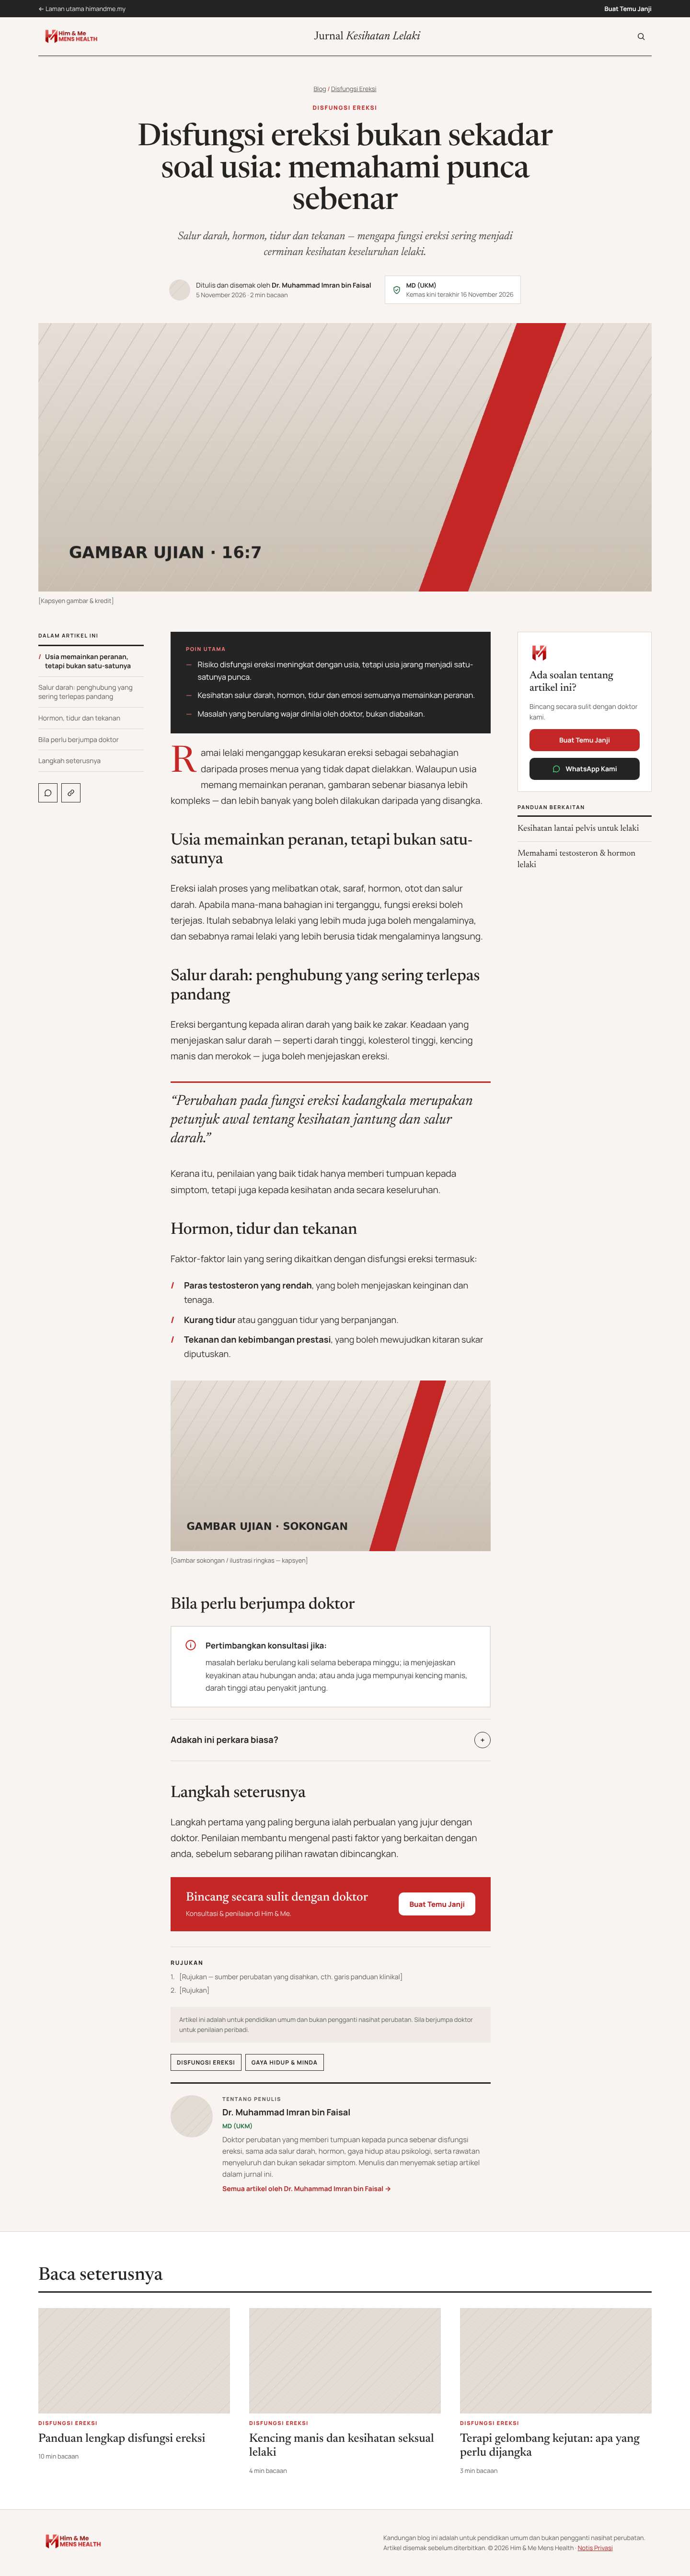 ← Laman utama himandme.my
Buat Temu Janji
Him & Me
MENS HEALTH
Jurnal Kesihatan Lelaki
Blog / Disfungsi Ereksi
DISFUNGSI EREKSI
Disfungsi ereksi bukan sekadar
soal usia: memahami punca
sebenar
Salur darah, hormon, tidur dan tekanan — mengapa fungsi ereksi sering menjadi
cerminan kesihatan keseluruhan lelaki.
Ditulis dan disemak oleh Dr. Muhammad Imran bin Faisal
5 November 2026 · 2 min bacaan
MD (UKM)
Kemas kini terakhir 16 November 2026
GAMBAR UJIAN · 16:7
[Kapsyen gambar & kredit]
DALAM ARTIKEL INI
/ Usia memainkan peranan,
tetapi bukan satu-satunya
Salur darah: penghubung yang
sering terlepas pandang
Hormon, tidur dan tekanan
Bila perlu berjumpa doktor
Langkah seterusnya
POIN UTAMA
— Risiko disfungsi ereksi meningkat dengan usia, tetapi usia jarang menjadi satu-
satunya punca.
— Kesihatan salur darah, hormon, tidur dan emosi semuanya memainkan peranan.
— Masalah yang berulang wajar dinilai oleh doktor, bukan diabaikan.
Ramai lelaki menganggap kesukaran ereksi sebagai sebahagian
daripada proses menua yang tidak dapat dielakkan. Walaupun usia
memang memainkan peranan, gambaran sebenar biasanya lebih
kompleks — dan lebih banyak yang boleh dilakukan daripada yang disangka.
Usia memainkan peranan, tetapi bukan satu-
satunya
Ereksi ialah proses yang melibatkan otak, saraf, hormon, otot dan salur
darah. Apabila mana-mana bahagian ini terganggu, fungsi ereksi boleh
terjejas. Itulah sebabnya lelaki yang lebih muda juga boleh mengalaminya,
dan sebabnya ramai lelaki yang lebih berusia tidak mengalaminya langsung.
Salur darah: penghubung yang sering terlepas
pandang
Ereksi bergantung kepada aliran darah yang baik ke zakar. Keadaan yang
menjejaskan salur darah — seperti darah tinggi, kolesterol tinggi, kencing
manis dan merokok — juga boleh menjejaskan ereksi.
“Perubahan pada fungsi ereksi kadangkala merupakan
petunjuk awal tentang kesihatan jantung dan salur
darah.”
Kerana itu, penilaian yang baik tidak hanya memberi tumpuan kepada
simptom, tetapi juga kepada kesihatan anda secara keseluruhan.
Hormon, tidur dan tekanan
Faktor-faktor lain yang sering dikaitkan dengan disfungsi ereksi termasuk:
/ Paras testosteron yang rendah, yang boleh menjejaskan keinginan dan
tenaga.
/ Kurang tidur atau gangguan tidur yang berpanjangan.
/ Tekanan dan kebimbangan prestasi, yang boleh mewujudkan kitaran sukar
diputuskan.
GAMBAR UJIAN · SOKONGAN
[Gambar sokongan / ilustrasi ringkas — kapsyen]
Bila perlu berjumpa doktor
Pertimbangkan konsultasi jika:
masalah berlaku berulang kali selama beberapa minggu; ia menjejaskan
keyakinan atau hubungan anda; atau anda juga mempunyai kencing manis,
darah tinggi atau penyakit jantung.
Adakah ini perkara biasa?
+
Langkah seterusnya
Langkah pertama yang paling berguna ialah perbualan yang jujur dengan
doktor. Penilaian membantu mengenal pasti faktor yang berkaitan dengan
anda, sebelum sebarang pilihan rawatan dibincangkan.
Bincang secara sulit dengan doktor
Konsultasi & penilaian di Him & Me.
Buat Temu Janji
RUJUKAN
1. [Rujukan — sumber perubatan yang disahkan, cth. garis panduan klinikal]
2. [Rujukan]
Artikel ini adalah untuk pendidikan umum dan bukan pengganti nasihat perubatan. Sila berjumpa doktor
untuk penilaian peribadi.
DISFUNGSI EREKSI
GAYA HIDUP & MINDA
TENTANG PENULIS
Dr. Muhammad Imran bin Faisal
MD (UKM)
Doktor perubatan yang memberi tumpuan kepada punca sebenar disfungsi
ereksi, sama ada salur darah, hormon, gaya hidup atau psikologi, serta rawatan
menyeluruh dan bukan sekadar simptom. Menulis dan menyemak setiap artikel
dalam jurnal ini.
Semua artikel oleh Dr. Muhammad Imran bin Faisal →
Ada soalan tentang
artikel ini?
Bincang secara sulit dengan doktor
kami.
Buat Temu Janji
WhatsApp Kami
PANDUAN BERKAITAN
Kesihatan lantai pelvis untuk lelaki
Memahami testosteron & hormon
lelaki
Baca seterusnya
DISFUNGSI EREKSI
Panduan lengkap disfungsi ereksi
10 min bacaan
DISFUNGSI EREKSI
Kencing manis dan kesihatan seksual
lelaki
4 min bacaan
DISFUNGSI EREKSI
Terapi gelombang kejutan: apa yang
perlu dijangka
3 min bacaan
Him & Me
MENS HEALTH
Kandungan blog ini adalah untuk pendidikan umum dan bukan pengganti nasihat perubatan.
Artikel disemak sebelum diterbitkan. © 2026 Him & Me Mens Health · Notis Privasi